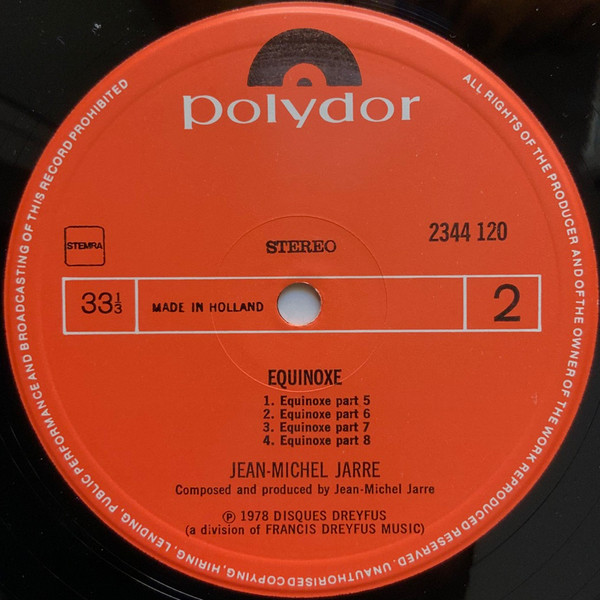 polydor
ALL RIGHTS OF THE PRODUCER AND OF THE OWNER OF THE WORK REPRODUCED RESERVED. UNAUTHORISED COPYING, HIRING, LENDING, PUBLIC PERFORMANCE AND BROADCASTING OF THIS RECORD PROHIBITED
STEMRA
STEREO
2344 120
33 1/3
MADE IN HOLLAND
2
EQUINOXE
1. Equinoxe part 5
2. Equinoxe part 6
3. Equinoxe part 7
4. Equinoxe part 8
JEAN-MICHEL JARRE
Composed and produced by Jean-Michel Jarre
℗ 1978 DISQUES DREYFUS
(a division of FRANCIS DREYFUS MUSIC)